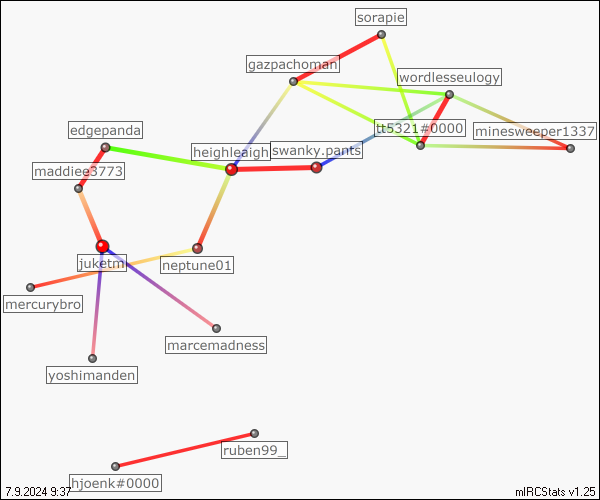 sorapie
gazpachoman
wordlesseulogy
edgepanda
tt5321#0000
minesweeper1337
heighleaigh
swanky.pants
maddiee3773
juketm
neptune01
mercurybro
marcemadness
yoshimanden
ruben99_
hjoenk#0000
7.9.2024 9:37
mIRCStats v1.25